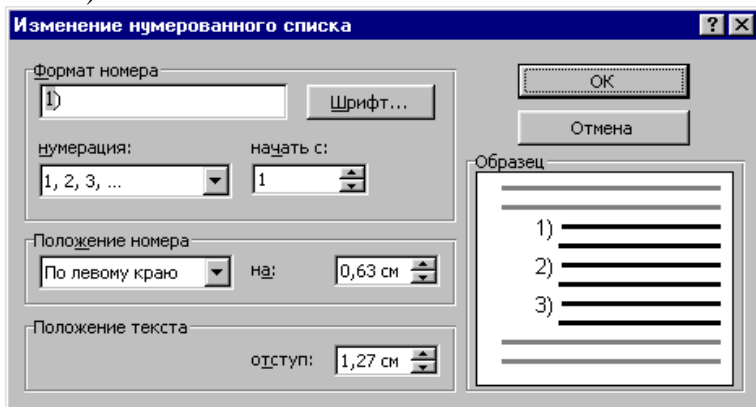 )
Изменение нумерованного списка
Формат номера
1)
Шрифт...
нумерация:
начать с:
1, 2, 3, ...
1
Положение номера
По левому краю
на:
0,63 см
Положение текста
отступ:
1,27 см
ОК
Отмена
Образец
1)
2)
3)